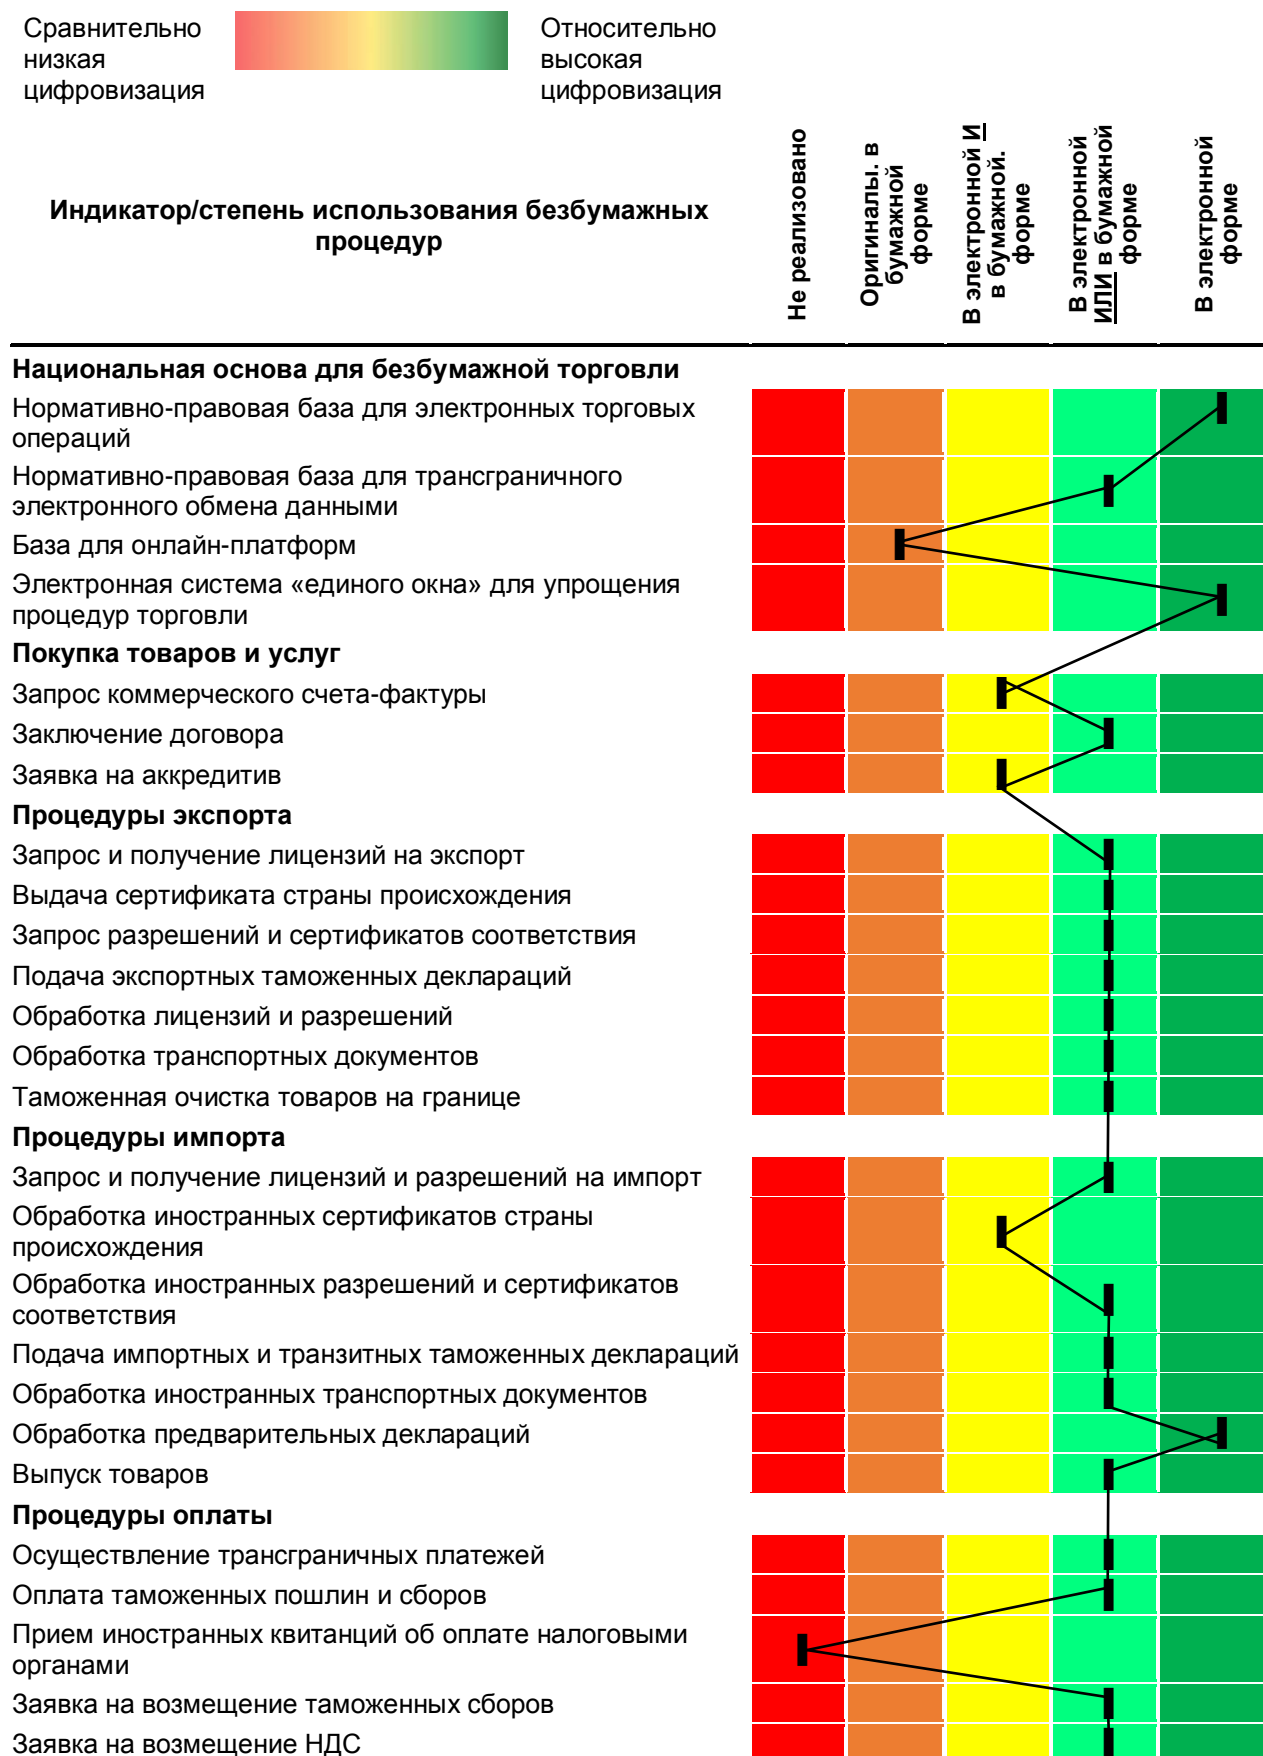 Сравнительно
низкая
цифровизация
Относительно
высокая
цифровизация
Индикатор/степень использования безбумажных
процедур
Не реализовано
Оригиналы. в
бумажной
форме
В электронной И
в бумажной.
форме
В электронной
ИЛИ в бумажной
форме
В электронной
форме
Национальная основа для безбумажной торговли
Нормативно-правовая база для электронных торговых
операций
Нормативно-правовая база для трансграничного
электронного обмена данными
База для онлайн-платформ
Электронная система «единого окна» для упрощения
процедур торговли
Покупка товаров и услуг
Запрос коммерческого счета-фактуры
Заключение договора
Заявка на аккредитив
Процедуры экспорта
Запрос и получение лицензий на экспорт
Выдача сертификата страны происхождения
Запрос разрешений и сертификатов соответствия
Подача экспортных таможенных деклараций
Обработка лицензий и разрешений
Обработка транспортных документов
Таможенная очистка товаров на границе
Процедуры импорта
Запрос и получение лицензий и разрешений на импорт
Обработка иностранных сертификатов страны
происхождения
Обработка иностранных разрешений и сертификатов
соответствия
Подача импортных и транзитных таможенных деклараций
Обработка иностранных транспортных документов
Обработка предварительных деклараций
Выпуск товаров
Процедуры оплаты
Осуществление трансграничных платежей
Оплата таможенных пошлин и сборов
Прием иностранных квитанций об оплате налоговыми
органами
Заявка на возмещение таможенных сборов
Заявка на возмещение НДС